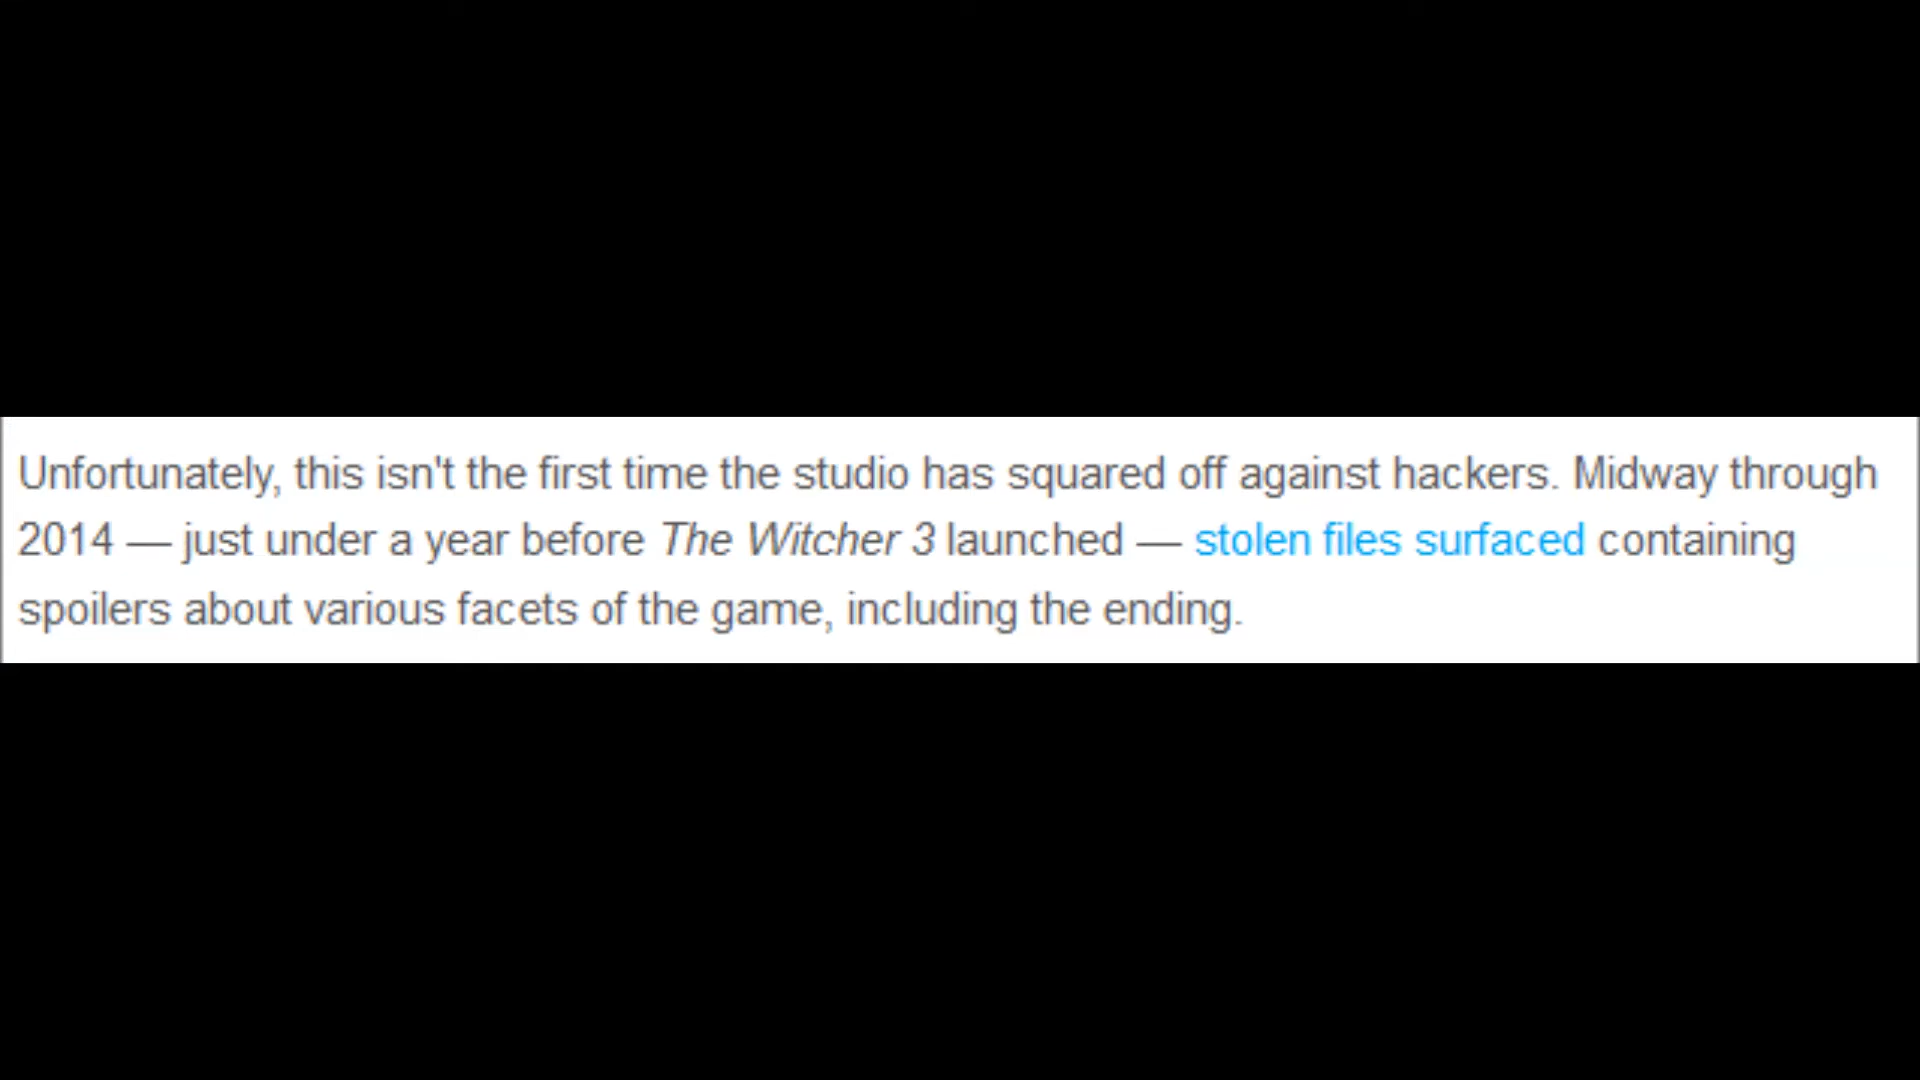 Unfortunately, this isn't the first time the studio has squared off against hackers. Midway through
2014 — just under a year before The Witcher 3 launched — stolen files surfaced containing
spoilers about various facets of the game, including the ending.